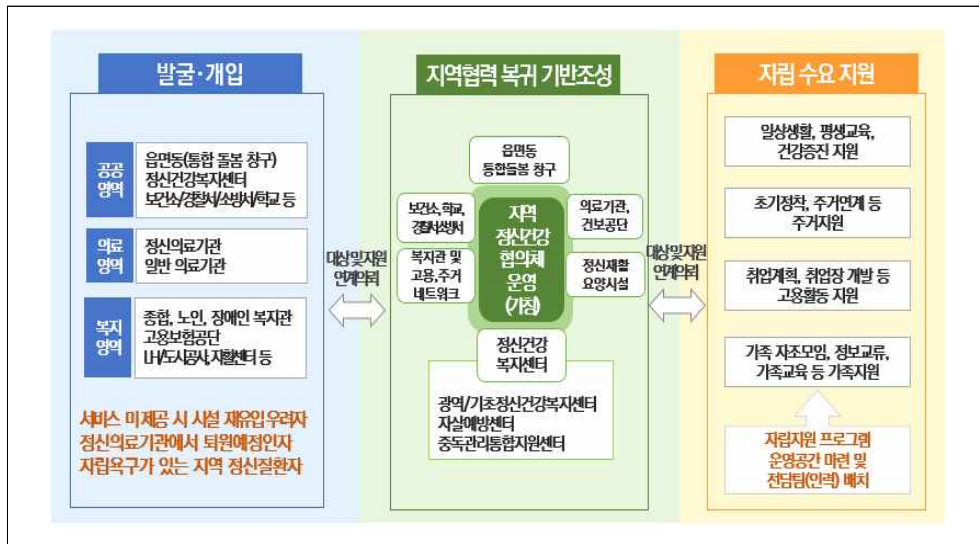 발굴·개입
공공
영역
읍면동(통합 돌봄 창구)
정신건강복지센터
보건소/경찰서/소방서/학교 등
의료
영역
정신의료기관
일반 의료기관
복지
영역
종합, 노인, 장애인 복지관
고용보험공단
LH/도시공사,자활센터 등
서비스 미제공 시 시설 재유입우려자
정신의료기관에서 퇴원예정인자
자립욕구가 있는 지역 정신질환자
대상및지원
연계의뢰
지역협력 복귀 기반조성
읍면동
통합돌봄 창구
보건소,학교,
경찰서소방서
의료기관,
건보공단
지역
정신건강
협의체
운영
(가칭)
복지관 및
고용,주거
네트워크
정신재활
요양시설
정신건강
복지센터
광역/기초정신건강복지센터
자살예방센터
중독관리통합지원센터
대상및지원
연계의뢰
자립 수요 지원
일상생활, 평생교육,
건강증진 지원
초기정착, 주거연계 등
주거지원
취업계획, 취업장 개발 등
고용활동 지원
가족 자조모임, 정보교류,
가족교육 등 가족지원
자립지원 프로그램
운영공간 마련 및
전담팀(인력) 배치